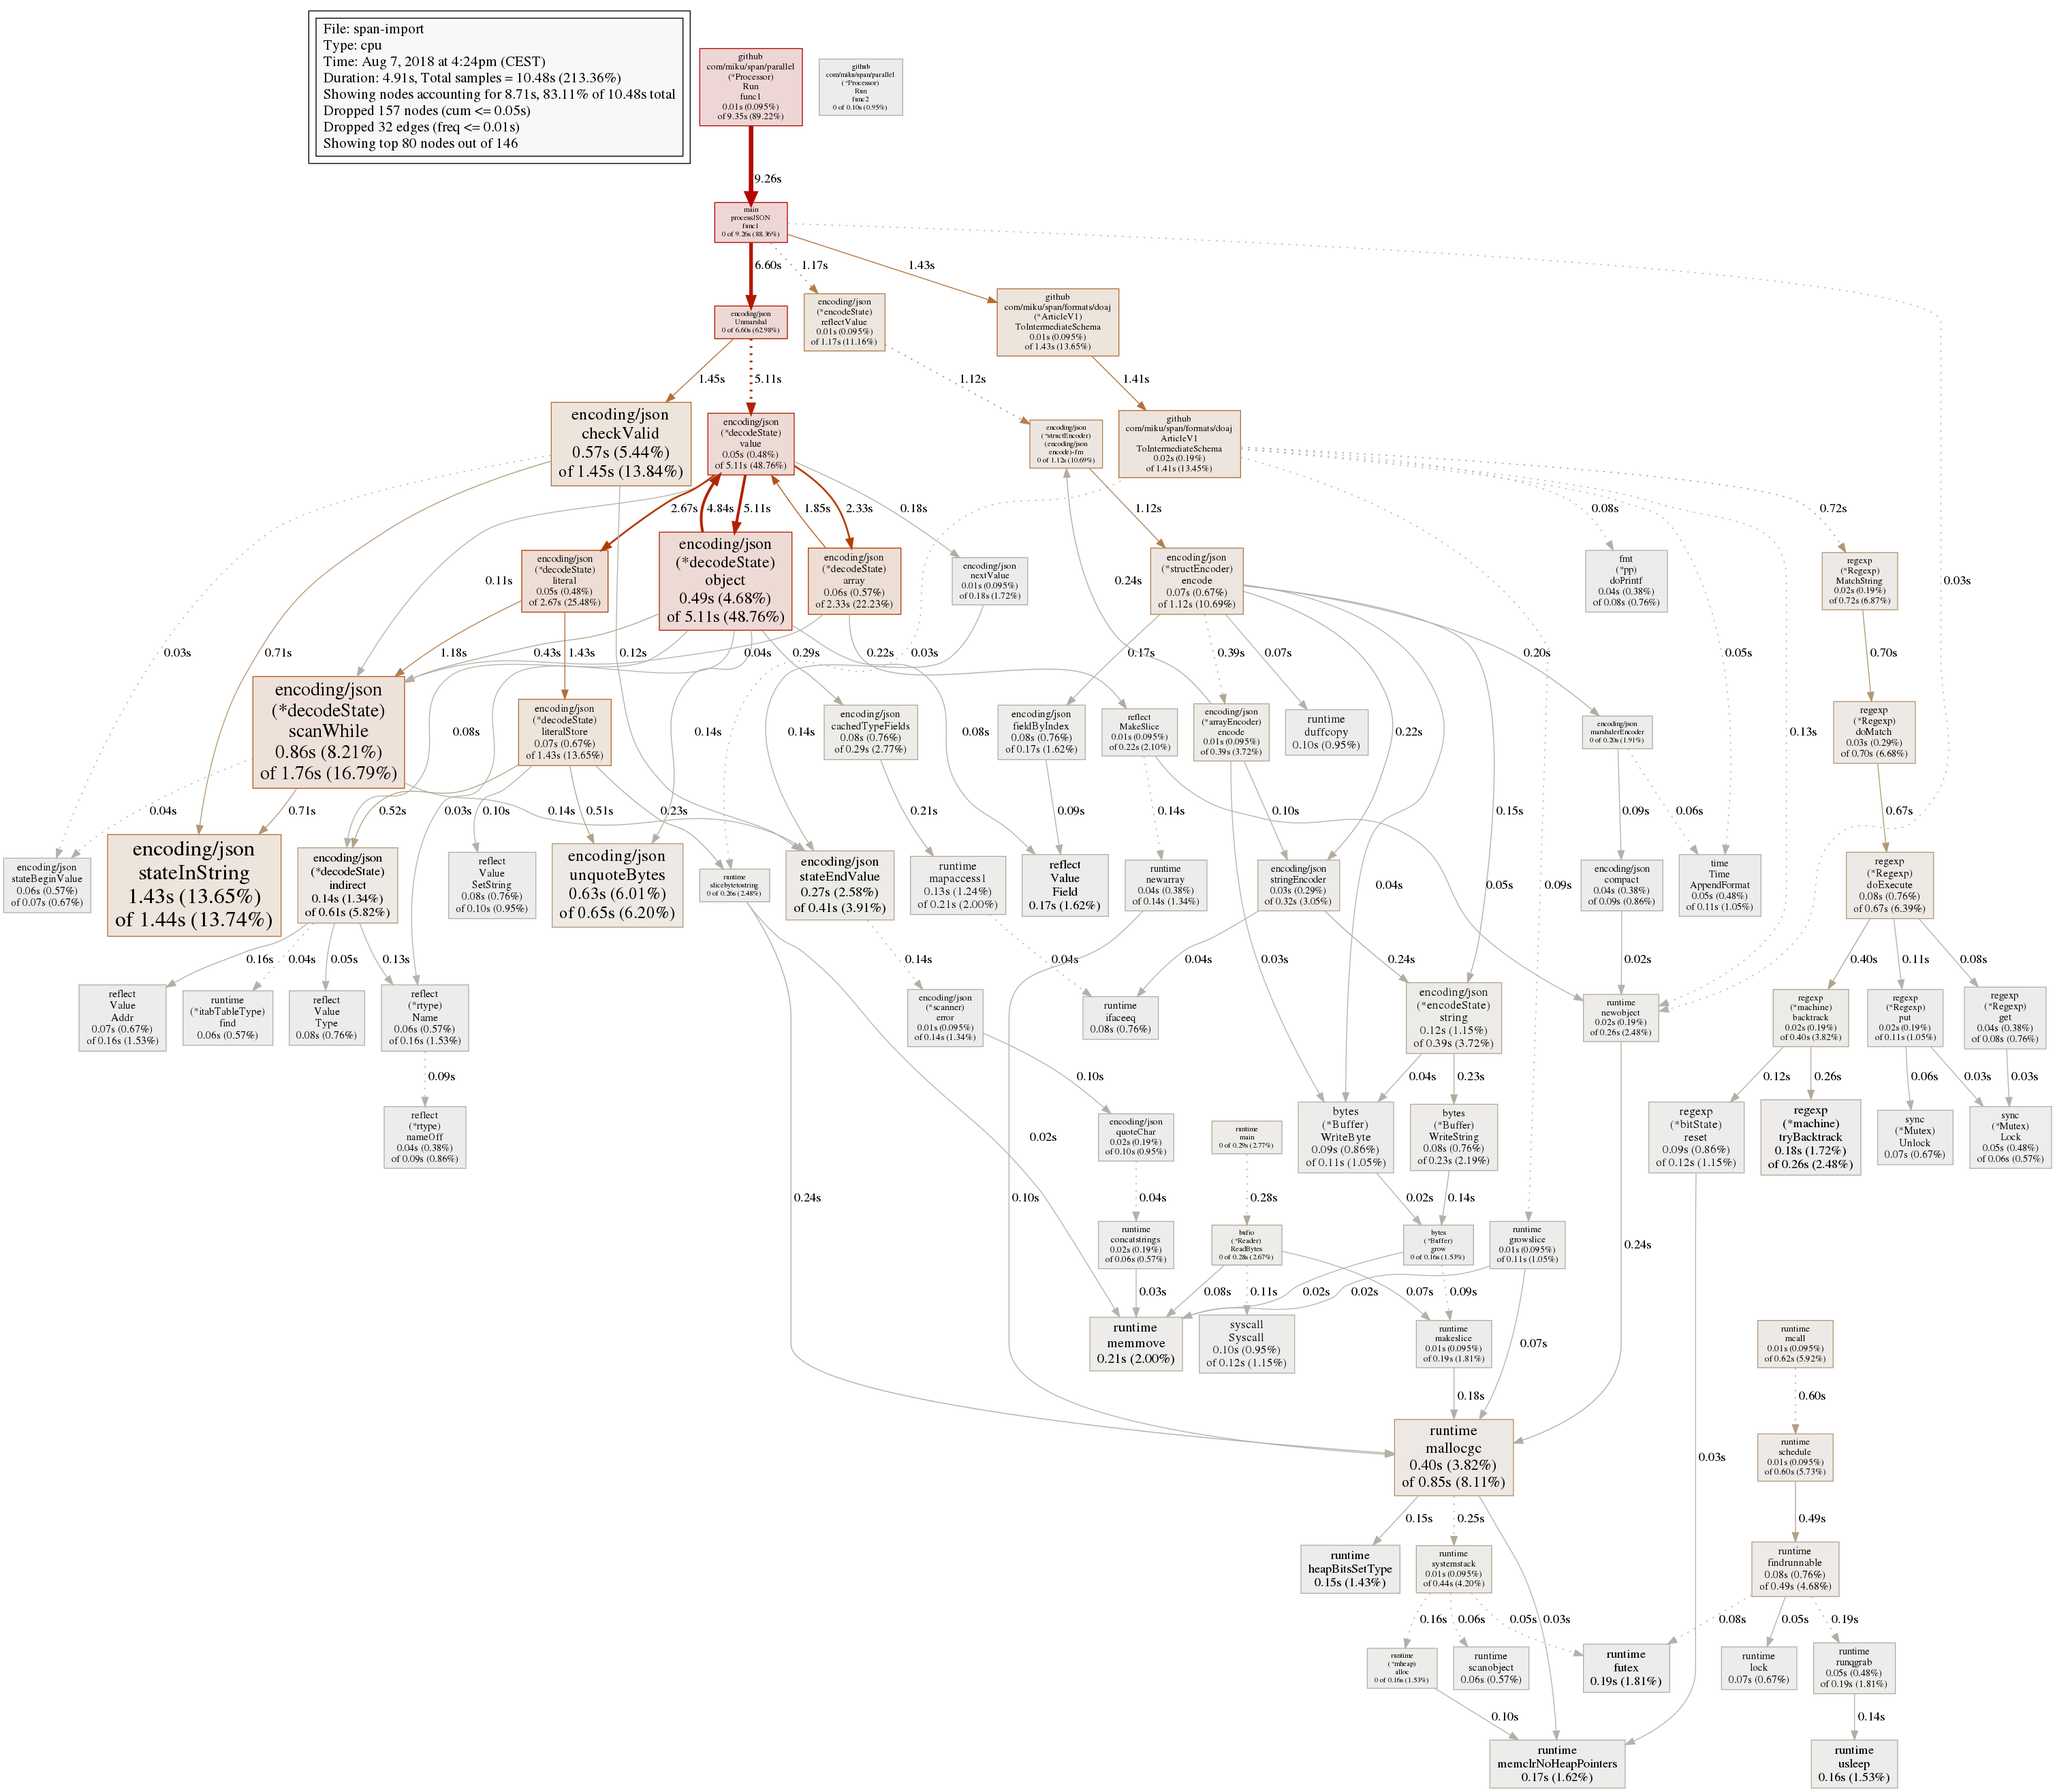 File: span-import
Type: cpu
Time: Aug 7, 2018 at 4:24pm (CEST)
Duration: 4.91s, Total samples = 10.48s (213.36%)
Showing nodes accounting for 8.71s, 83.11% of 10.48s total
Dropped 157 nodes (cum <= 0.05s)
Dropped 32 edges (freq <= 0.01s)
Showing top 80 nodes out of 146
github
com/miku/span/parallel
(*Processor)
Run
func1
0.01s (0.095%)
of 9.35s (89.22%)
github
com/miku/span/parallel
(*Processor)
Run
func2
0 of 0.10s (0.95%)
9.26s
main
processJSON
func1
0 of 9.26s (88.36%)
6.60s
1.17s
1.43s
0.03s
encoding/json
Unmarshal
0 of 6.60s (62.98%)
encoding/json
(*encodeState)
reflectValue
0.01s (0.095%)
of 1.17s (11.16%)
github
com/miku/span/formats/doaj
(*ArticleV1)
ToIntermediateSchema
0.01s (0.095%)
of 1.43s (13.65%)
1.45s
5.11s
1.12s
1.41s
encoding/json
checkValid
0.57s (5.44%)
of 1.45s (13.84%)
encoding/json
(*decodeState)
value
0.05s (0.48%)
of 5.11s (48.76%)
encoding/json
(*structEncoder)
(encoding/json
encode)-fm
0 of 1.12s (10.69%)
github
com/miku/span/formats/doaj
ArticleV1
ToIntermediateSchema
0.02s (0.19%)
of 1.41s (13.45%)
2.67s
4.84s
5.11s
1.85s
2.33s
0.18s
1.12s
0.08s
0.72s
encoding/json
(*decodeState)
literal
0.05s (0.48%)
of 2.67s (25.48%)
encoding/json
(*decodeState)
object
0.49s (4.68%)
of 5.11s (48.76%)
encoding/json
(*decodeState)
array
0.06s (0.57%)
of 2.33s (22.23%)
encoding/json
nextValue
0.01s (0.095%)
of 0.18s (1.72%)
encoding/json
(*structEncoder)
encode
0.07s (0.67%)
of 1.12s (10.69%)
fmt
(*pp)
doPrintf
0.04s (0.38%)
of 0.08s (0.76%)
regexp
(*Regexp)
MatchString
0.02s (0.19%)
of 0.72s (6.87%)
0.11s
0.24s
0.03s
0.71s
1.18s
1.43s
0.43s
0.12s
0.04s
0.29s
0.22s
0.03s
0.17s
0.39s
0.07s
0.20s
0.05s
0.70s
encoding/json
(*decodeState)
scanWhile
0.86s (8.21%)
of 1.76s (16.79%)
encoding/json
(*decodeState)
literalStore
0.07s (0.67%)
of 1.43s (13.65%)
encoding/json
cachedTypeFields
0.08s (0.76%)
of 0.29s (2.77%)
encoding/json
fieldByIndex
0.08s (0.76%)
of 0.17s (1.62%)
reflect
MakeSlice
0.01s (0.095%)
of 0.22s (2.10%)
encoding/json
(*arrayEncoder)
encode
0.01s (0.095%)
of 0.39s (3.72%)
runtime
duffcopy
0.10s (0.95%)
encoding/json
marshalerEncoder
0 of 0.20s (1.91%)
regexp
(*Regexp)
doMatch
0.03s (0.29%)
of 0.70s (6.68%)
0.08s
0.14s
0.14s
0.08s
0.22s
0.13s
0.04s
0.71s
0.52s
0.03s
0.10s
0.51s
0.14s
0.23s
0.21s
0.09s
0.14s
0.10s
0.15s
0.09s
0.06s
0.67s
encoding/json
stateBeginValue
0.06s (0.57%)
of 0.07s (0.67%)
encoding/json
stateInString
1.43s (13.65%)
of 1.44s (13.74%)
encoding/json
(*decodeState)
indirect
0.14s (1.34%)
of 0.61s (5.82%)
reflect
Value
SetString
0.08s (0.76%)
of 0.10s (0.95%)
encoding/json
unquoteBytes
0.63s (6.01%)
of 0.65s (6.20%)
runtime
slicebytetostring
0 of 0.26s (2.48%)
encoding/json
stateEndValue
0.27s (2.58%)
of 0.41s (3.91%)
runtime
mapaccess1
0.13s (1.24%)
of 0.21s (2.00%)
reflect
Value
Field
0.17s (1.62%)
runtime
newarray
0.04s (0.38%)
of 0.14s (1.34%)
encoding/json
stringEncoder
0.03s (0.29%)
of 0.32s (3.05%)
0.04s
0.05s
0.09s
encoding/json
compact
0.04s (0.38%)
of 0.09s (0.86%)
time
Time
AppendFormat
0.05s (0.48%)
of 0.11s (1.05%)
regexp
(*Regexp)
doExecute
0.08s (0.76%)
of 0.67s (6.39%)
0.16s
0.04s
0.05s
0.13s
0.14s
0.04s
0.04s
0.03s
0.24s
0.02s
0.40s
0.11s
0.08s
reflect
Value
Addr
0.07s (0.67%)
of 0.16s (1.53%)
runtime
(*itabTableType)
find
0.06s (0.57%)
reflect
Value
Type
0.08s (0.76%)
reflect
(*rtype)
Name
0.06s (0.57%)
of 0.16s (1.53%)
encoding/json
(*scanner)
error
0.01s (0.095%)
of 0.14s (1.34%)
runtime
ifaceeq
0.08s (0.76%)
encoding/json
(*encodeState)
string
0.12s (1.15%)
of 0.39s (3.72%)
runtime
newobject
0.02s (0.19%)
of 0.26s (2.48%)
regexp
(*machine)
backtrack
0.02s (0.19%)
of 0.40s (3.82%)
regexp
(*Regexp)
put
0.02s (0.19%)
of 0.11s (1.05%)
regexp
(*Regexp)
get
0.04s (0.38%)
of 0.08s (0.76%)
0.09s
0.10s
0.04s
0.23s
0.12s
0.26s
0.06s
0.03s
0.03s
reflect
(*rtype)
nameOff
0.04s (0.38%)
of 0.09s (0.86%)
encoding/json
quoteChar
0.02s (0.19%)
of 0.10s (0.95%)
runtime
main
0 of 0.29s (2.77%)
bytes
(*Buffer)
WriteByte
0.09s (0.86%)
of 0.11s (1.05%)
bytes
(*Buffer)
WriteString
0.08s (0.76%)
of 0.23s (2.19%)
regexp
(*bitState)
reset
0.09s (0.86%)
of 0.12s (1.15%)
regexp
(*machine)
tryBacktrack
0.18s (1.72%)
of 0.26s (2.48%)
sync
(*Mutex)
Unlock
0.07s (0.67%)
sync
(*Mutex)
Lock
0.05s (0.48%)
of 0.06s (0.57%)
0.02s
0.24s
0.10s
0.04s
0.28s
0.02s
0.14s
0.24s
runtime
concatstrings
0.02s (0.19%)
of 0.06s (0.57%)
bufio
(*Reader)
ReadBytes
0 of 0.28s (2.67%)
bytes
(*Buffer)
grow
0 of 0.16s (1.53%)
runtime
growslice
0.01s (0.095%)
of 0.11s (1.05%)
0.03s
0.08s
0.11s
0.02s
0.02s
0.07s
0.09s
0.07s
runtime
memmove
0.21s (2.00%)
syscall
Syscall
0.10s (0.95%)
of 0.12s (1.15%)
runtime
makeslice
0.01s (0.095%)
of 0.19s (1.81%)
runtime
mcall
0.01s (0.095%)
of 0.62s (5.92%)
0.18s
0.60s
runtime
mallocgc
0.40s (3.82%)
of 0.85s (8.11%)
0.03s
runtime
schedule
0.01s (0.095%)
of 0.60s (5.73%)
0.15s
0.25s
0.49s
runtime
heapBitsSetType
0.15s (1.43%)
runtime
systemstack
0.01s (0.095%)
of 0.44s (4.20%)
runtime
findrunnable
0.08s (0.76%)
of 0.49s (4.68%)
0.16s
0.06s
0.05s
0.03s
0.08s
0.05s
0.19s
runtime
(*mheap)
alloc
0 of 0.16s (1.53%)
runtime
scanobject
0.06s (0.57%)
runtime
futex
0.19s (1.81%)
runtime
lock
0.07s (0.67%)
runtime
runqgrab
0.05s (0.48%)
of 0.19s (1.81%)
0.10s
0.14s
runtime
memclrNoHeapPointers
0.17s (1.62%)
runtime
usleep
0.16s (1.53%)